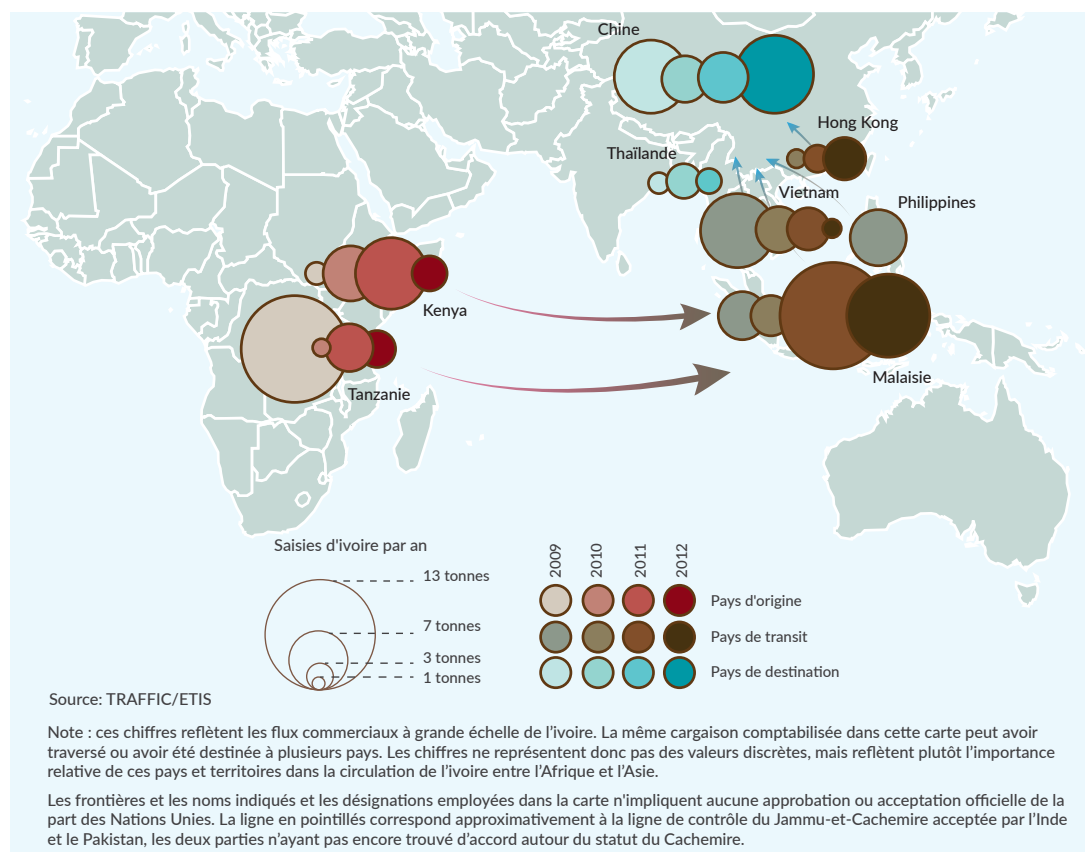 Chine
Hong Kong
Thaïlande
Vietnam
Philippines
Kenya
Malaisie
Tanzanie
Saisies d'ivoire par an
13 tonnes
7 tonnes
3 tonnes
1 tonnes
2009
2010
2011
2012
Pays d'origine
Pays de transit
Pays de destination
Source: TRAFFIC/ETIS
Note : ces chiffres reflètent les flux commerciaux à grande échelle de l’ivoire. La même cargaison comptabilisée dans cette carte peut avoir
traversé ou avoir été destinée à plusieurs pays. Les chiffres ne représentent donc pas des valeurs discrètes, mais reflètent plutôt l’importance
relative de ces pays et territoires dans la circulation de l’ivoire entre l’Afrique et l’Asie.
Les frontières et les noms indiqués et les désignations employées dans la carte n'impliquent aucune approbation ou acceptation officielle de la
part des Nations Unies. La ligne en pointillés correspond approximativement à la ligne de contrôle du Jammu-et-Cachemire acceptée par l’Inde
et le Pakistan, les deux parties n’ayant pas encore trouvé d’accord autour du statut du Cachemire.